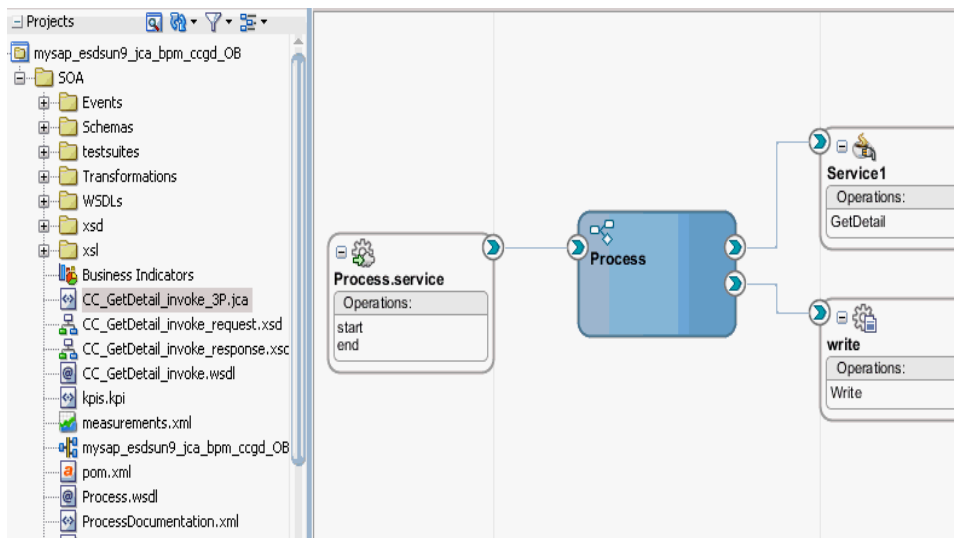 Projects
mysap_esdsun9_jca_bpm_ccgd_OB
SOA
Events
Schemas
testsuites
Transformations
WSDLs
xsd
xsl
Business Indicators
CC_GetDetail_invoke_3P.jca
CC_GetDetail_invoke_request.xsd
CC_GetDetail_invoke_response.xsc
CC_GetDetail_invoke.wsdl
kpis.kpi
measurements.xml
mysap_esdsun9_jca_bpm_ccgd_OB
pom.xml
Process.wsdl
ProcessDocumentation.xml
Process.service
Operations:
start
end
Process
Service1
Operations:
GetDetail
write
Operations:
Write